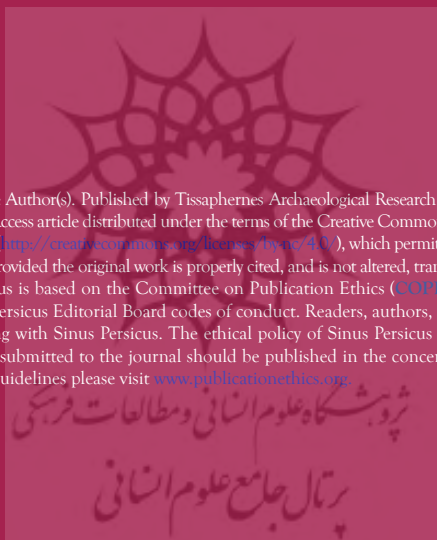 Author(s). Published by Tissaphernes Archaeological Research
access article distributed under the terms of the Creative Commo
http://creativecommons.org/licenses/by-nc/4.0/), which permit
rovided the original work is properly cited, and is not altered, tran
us is based on the Committee on Publication Ethics (COPE
ersicus Editorial Board codes of conduct. Readers, authors,
ng with Sinus Persicus. The ethical policy of Sinus Persicus
submitted to the journal should be published in the concer
uidelines please visit www.publicationethics.org.
پژوهشگاه علوم انسانی و مطالعات فرهنگی
پرتال جامع علوم انسانی